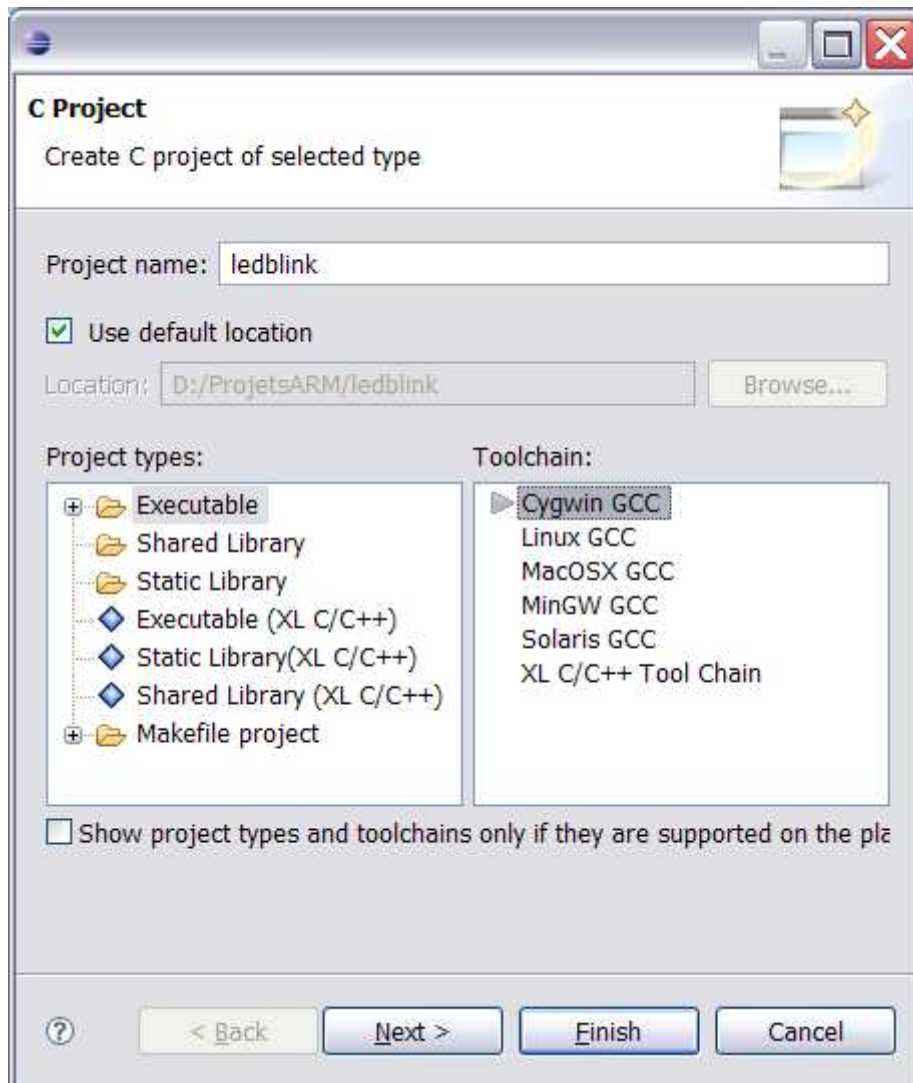 C Project
Create C project of selected type
Project name: ledblink
Use default location
Location: D:/ProjetsARM/ledblink Browse...
Project types:
Executable
Shared Library
Static Library
Executable (XL C/C++)
Static Library(XL C/C++)
Shared Library (XL C/C++)
Makefile project
Toolchain:
Cygwin GCC
Linux GCC
MacOSX GCC
MinGW GCC
Solaris GCC
XL C/C++ Tool Chain
Show project types and toolchains only if they are supported on the pla
? < Back Next > Finish Cancel